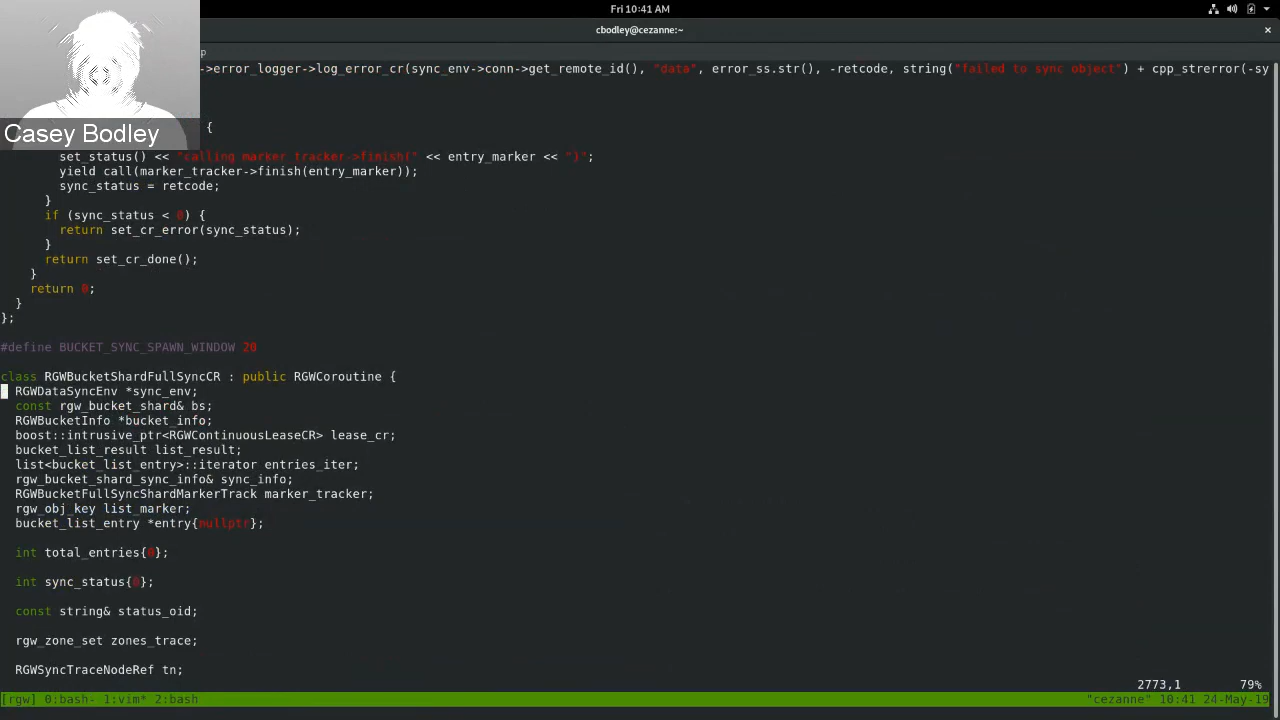 Fri 10:41 AM
cbodley@cezanne:~
p
->error_logger->log_error_cr(sync_env->conn->get_remote_id(), "data", error_ss.str(), -retcode, string("failed to sync object") + cpp_strerror(-sy
Casey Bodley
{
set_status() << "calling marker_tracker->finish(" << entry_marker << ")";
yield call(marker_tracker->finish(entry_marker));
sync_status = retcode;
}
if (sync_status < 0) {
return set_cr_error(sync_status);
}
return set_cr_done();
}
return 0;
}
};
#define BUCKET_SYNC_SPAWN_WINDOW 20
class RGWBucketShardFullSyncCR : public RGWCoroutine {
RGWDataSyncEnv *sync_env;
const rgw_bucket_shard& bs;
RGWBucketInfo *bucket_info;
boost::intrusive_ptr<RGWContinuousLeaseCR> lease_cr;
bucket_list_result list_result;
list<bucket_list_entry>::iterator entries_iter;
rgw_bucket_shard_sync_info& sync_info;
RGWBucketFullSyncShardMarkerTrack marker_tracker;
rgw_obj_key list_marker;
bucket_list_entry *entry{nullptr};
int total_entries{0};
int sync_status{0};
const string& status_oid;
rgw_zone_set zones_trace;
RGWSyncTraceNodeRef tn;
2773,1 79%
[rgw] 0:bash- 1:vim* 2:bash "cezanne" 10:41 24-May-19